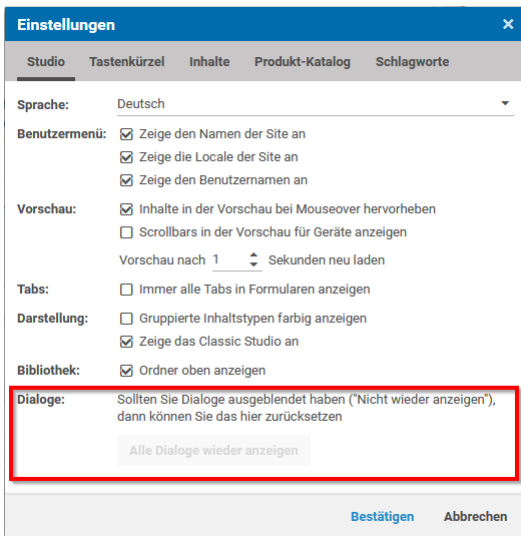 Einstellungen
Studio Tastenkürzel Inhalte Produkt-Katalog Schlagworte
Sprache: Deutsch
Benutzermenü: Zeige den Namen der Site an
Zeige die Locale der Site an
Zeige den Benutzernamen an
Vorschau: Inhalte in der Vorschau bei Mouseover hervorheben
Scrollbars in der Vorschau für Geräte anzeigen
Vorschau nach 1 Sekunden neu laden
Tabs: Immer alle Tabs in Formularen anzeigen
Darstellung: Gruppierte Inhaltstypen farbig anzeigen
Zeige das Classic Studio an
Bibliothek: Ordner oben anzeigen
Dialoge: Sollten Sie Dialoge ausgeblendet haben ("Nicht wieder anzeigen"),
dann können Sie das hier zurücksetzen
Alle Dialoge wieder anzeigen
Bestätigen Abbrechen